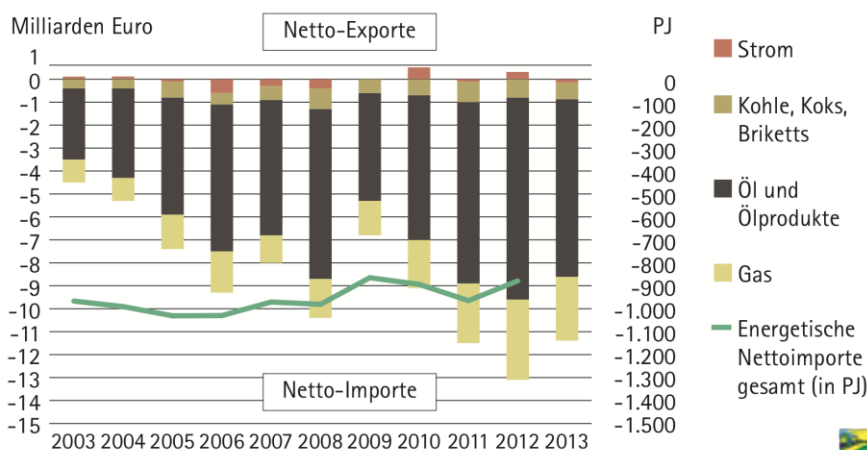 Milliarden Euro
Netto-Exporte
PJ
1
0
-1
-2
-3
-4
-5
-6
-7
-8
-9
-10
-11
-12
-13
-14
-15
0
-100
-200
-300
-400
-500
-600
-700
-800
-900
-1.000
-1.100
-1.200
-1.300
-1.400
-1.500
Netto-Importe
2003 2004 2005 2006 2007 2008 2009 2010 2011 2012 2013
Strom
Kohle, Koks,
Briketts
Öl und
Ölprodukte
Gas
Energetische
Nettoimporte
gesamt (in PJ)